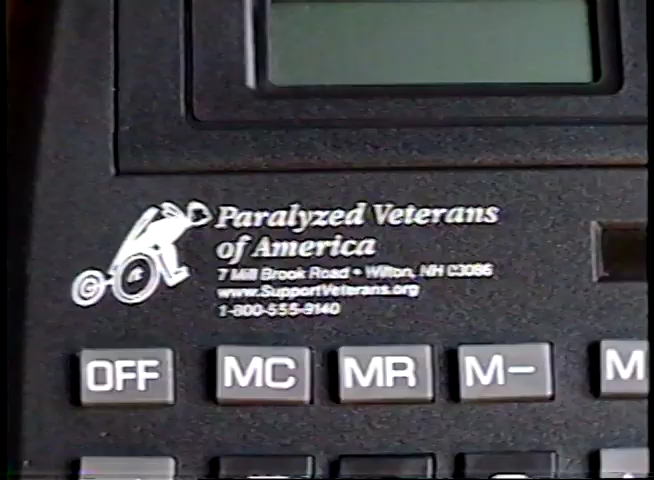 Paralyzed Veterans
of America
7 Mill Brook Road • Wilton, NH 03086
www.SupportVeterans.org
1-800-555-9140
OFF MC MR M− M